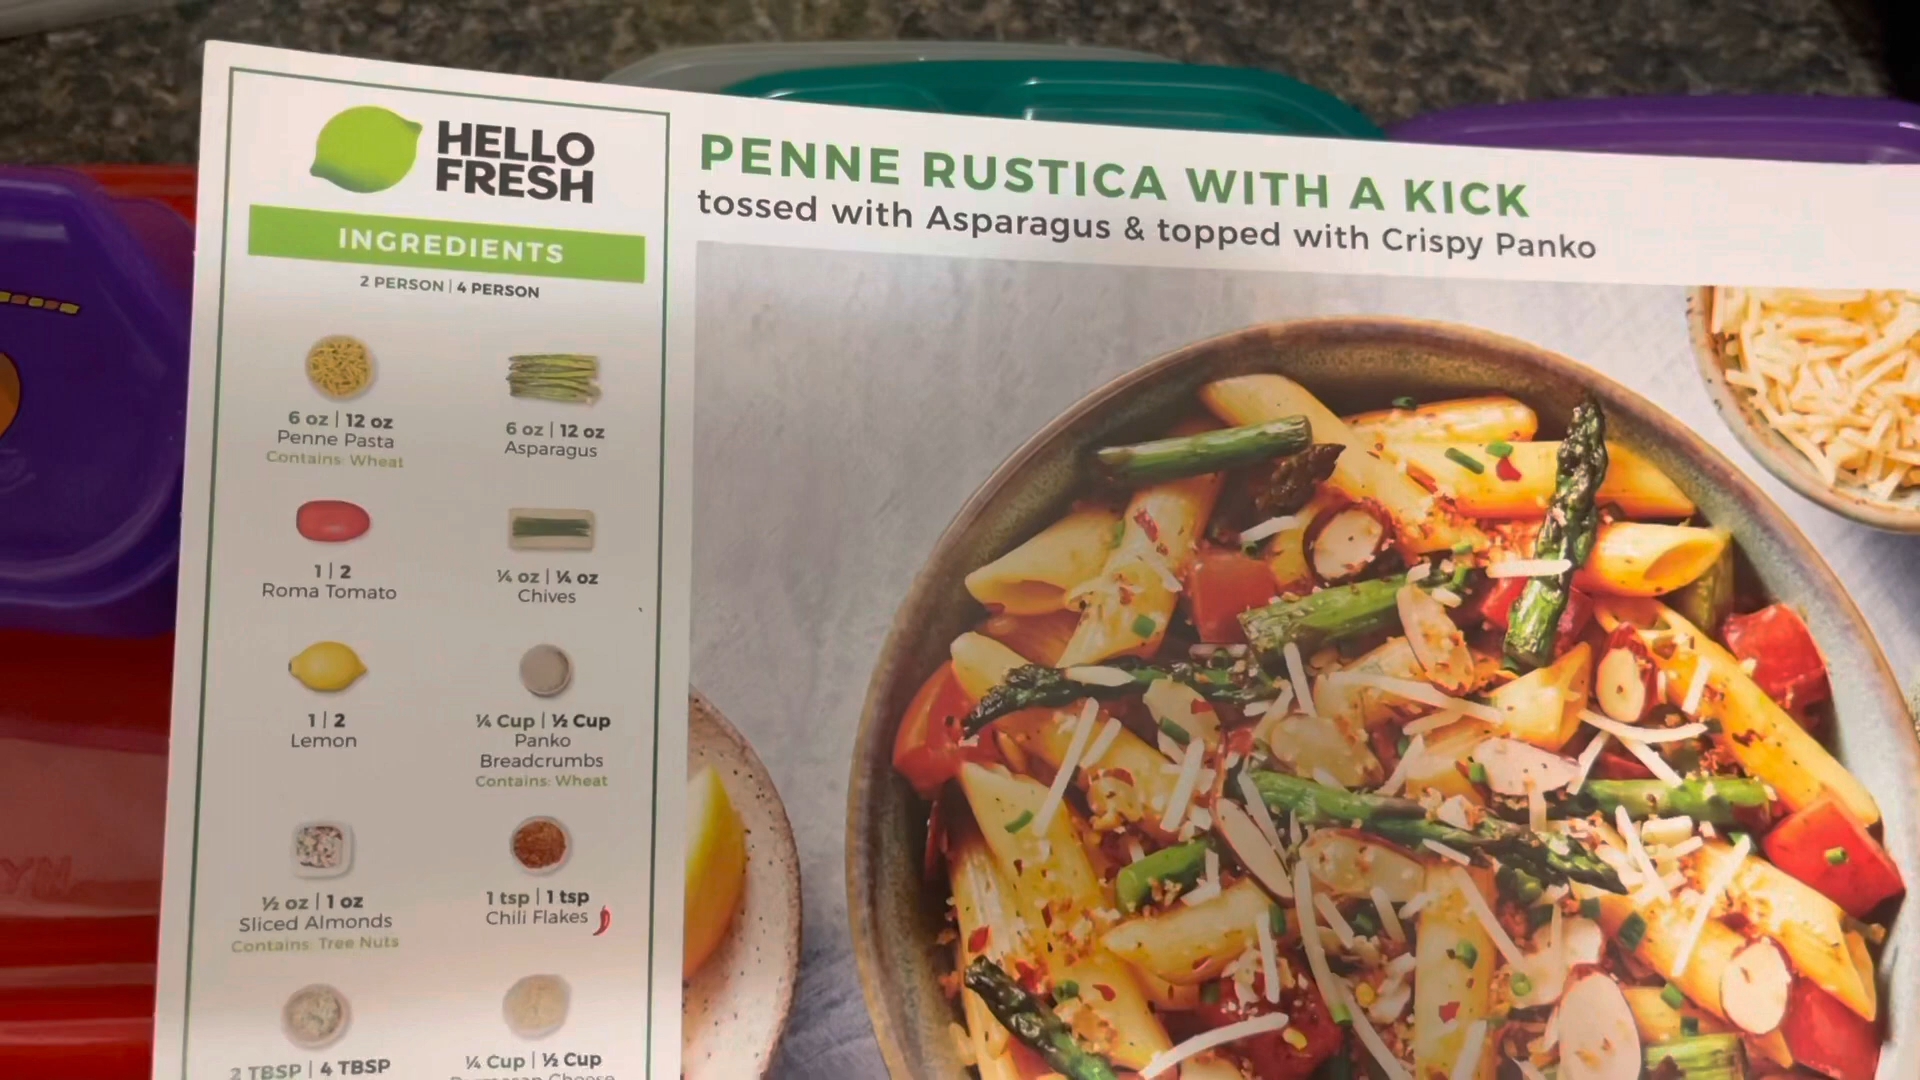 HELLO
FRESH
INGREDIENTS
2 PERSON | 4 PERSON
6 oz | 12 oz
Penne Pasta
Contains: Wheat
6 oz | 12 oz
Asparagus
1 | 2
Roma Tomato
¼ oz | ¼ oz
Chives
1 | 2
Lemon
¼ Cup | ½ Cup
Panko
Breadcrumbs
Contains: Wheat
½ oz | 1 oz
Sliced Almonds
Contains: Tree Nuts
1 tsp | 1 tsp
Chili Flakes
2 TBSP | 4 TBSP
¼ Cup | ½ Cup
Parmesan Cheese
PENNE RUSTICA WITH A KICK
tossed with Asparagus & topped with Crispy Panko